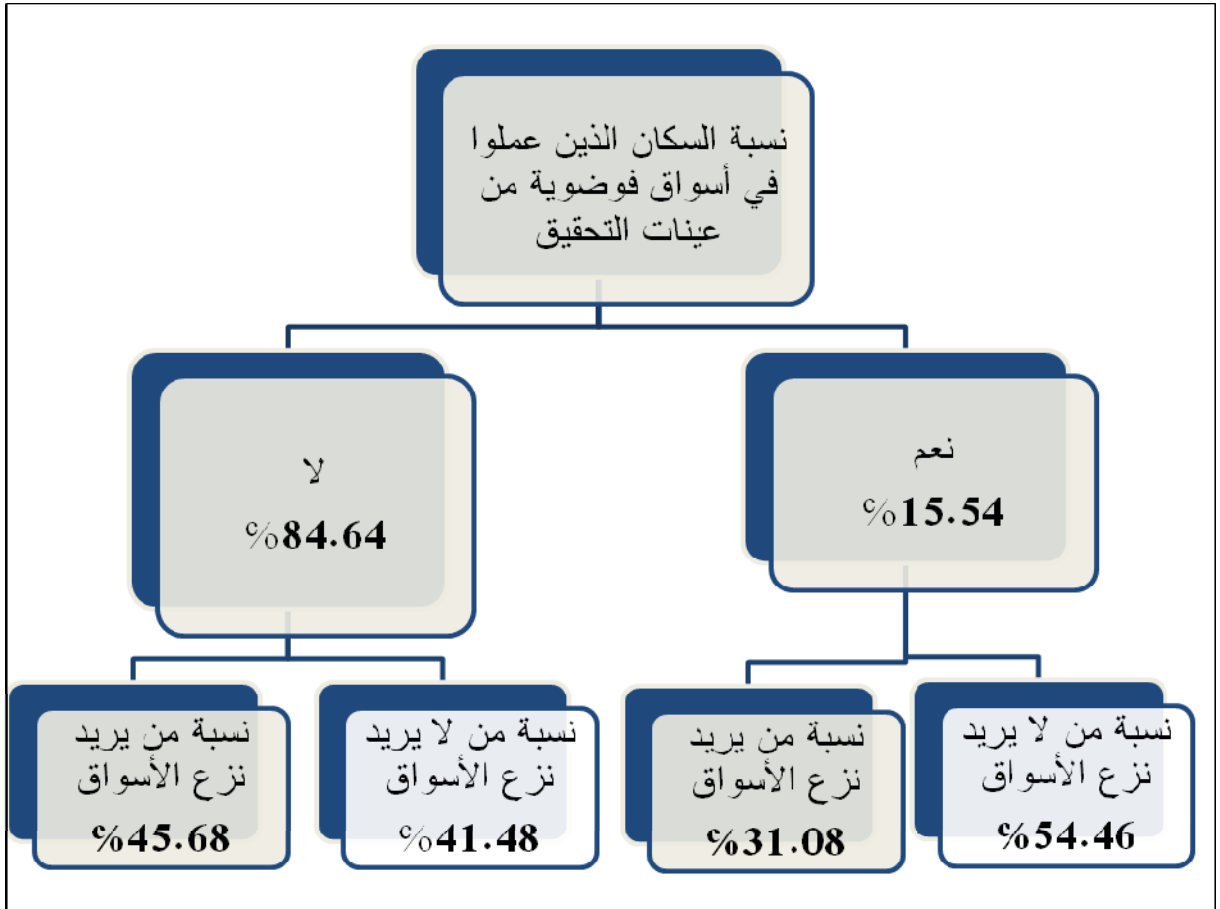 نسبة السكان الذين عملوا
في أسواق فوضوية من
عينات التحقيق
نعم
%15.54
لا
%84.64
نسبة من لا يريد
نزع الأسواق
%54.46
نسبة من يريد
نزع الأسواق
%31.08
نسبة من لا يريد
نزع الأسواق
%41.48
نسبة من يريد
نزع الأسواق
%45.68